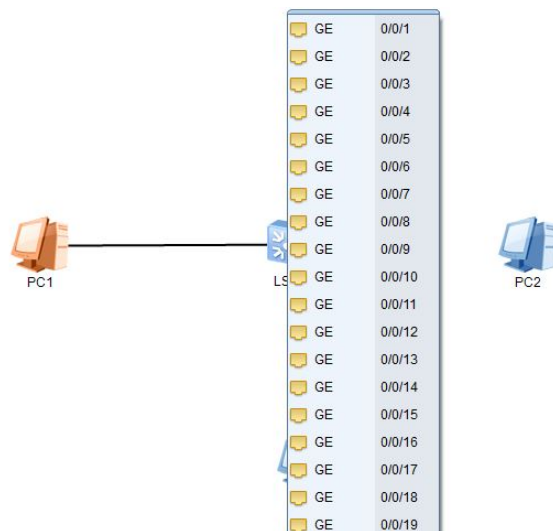 GE 0/0/1
GE 0/0/2
GE 0/0/3
GE 0/0/4
GE 0/0/5
GE 0/0/6
GE 0/0/7
GE 0/0/8
GE 0/0/9
GE 0/0/10
GE 0/0/11
GE 0/0/12
GE 0/0/13
GE 0/0/14
GE 0/0/15
GE 0/0/16
GE 0/0/17
GE 0/0/18
GE 0/0/19
PC1
PC2